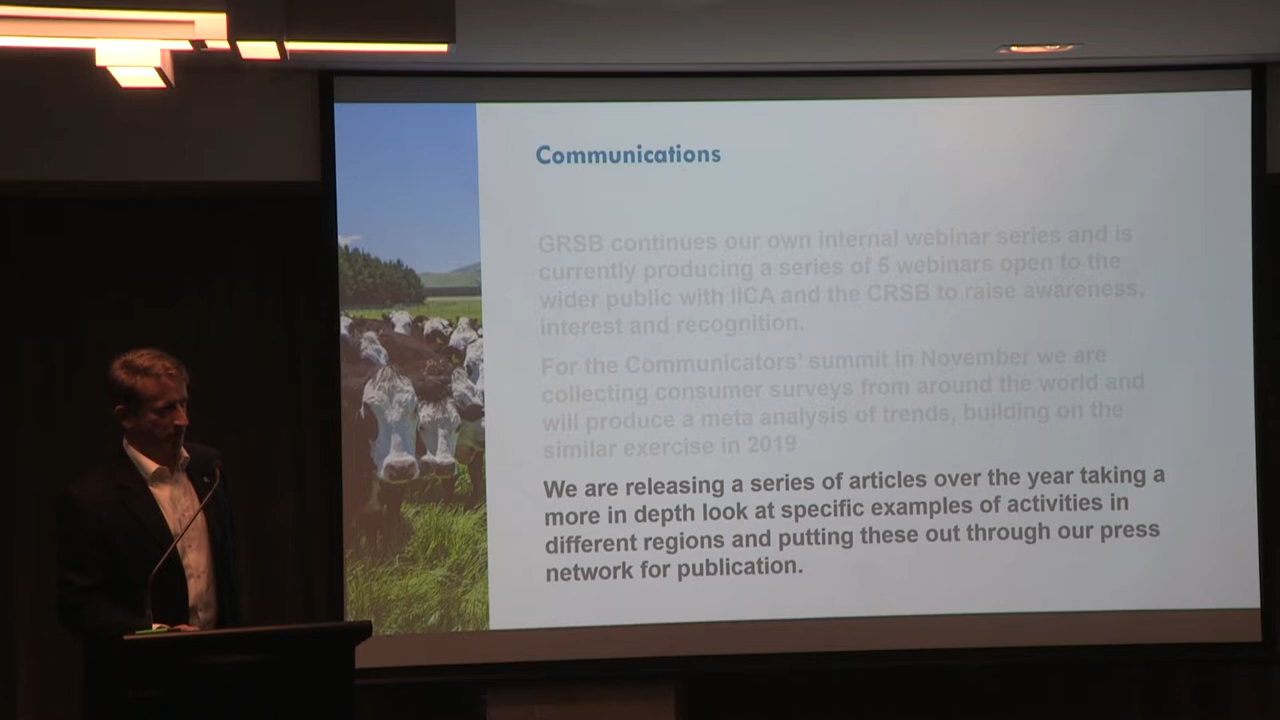 Communications
GRSB continues our own internal webinar series and is
currently producing a series of 5 webinars open to the
wider public with IICA and the CRSB to raise awareness,
interest and recognition.
For the Communicators' summit in November we are
collecting consumer surveys from around the world and
will produce a meta analysis of trends, building on the
similar exercise in 2019
We are releasing a series of articles over the year taking a
more in depth look at specific examples of activities in
different regions and putting these out through our press
network for publication.